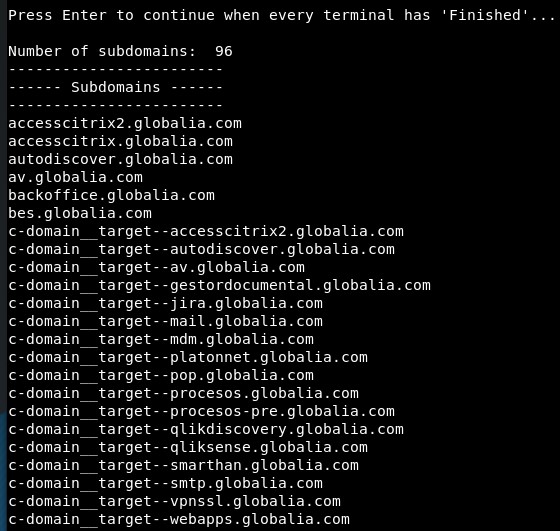 Press Enter to continue when every terminal has 'Finished'...
Number of subdomains:  96
------------------------
------ Subdomains ------
------------------------
accesscitrix2.globalia.com
accesscitrix.globalia.com
autodiscover.globalia.com
av.globalia.com
backoffice.globalia.com
bes.globalia.com
c-domain__target--accesscitrix2.globalia.com
c-domain__target--autodiscover.globalia.com
c-domain__target--av.globalia.com
c-domain__target--gestordocumental.globalia.com
c-domain__target--jira.globalia.com
c-domain__target--mail.globalia.com
c-domain__target--mdm.globalia.com
c-domain__target--platonnet.globalia.com
c-domain__target--pop.globalia.com
c-domain__target--procesos.globalia.com
c-domain__target--procesos-pre.globalia.com
c-domain__target--qlikdiscovery.globalia.com
c-domain__target--qliksense.globalia.com
c-domain__target--smarthan.globalia.com
c-domain__target--smtp.globalia.com
c-domain__target--vpnssl.globalia.com
c-domain__target--webapps.globalia.com